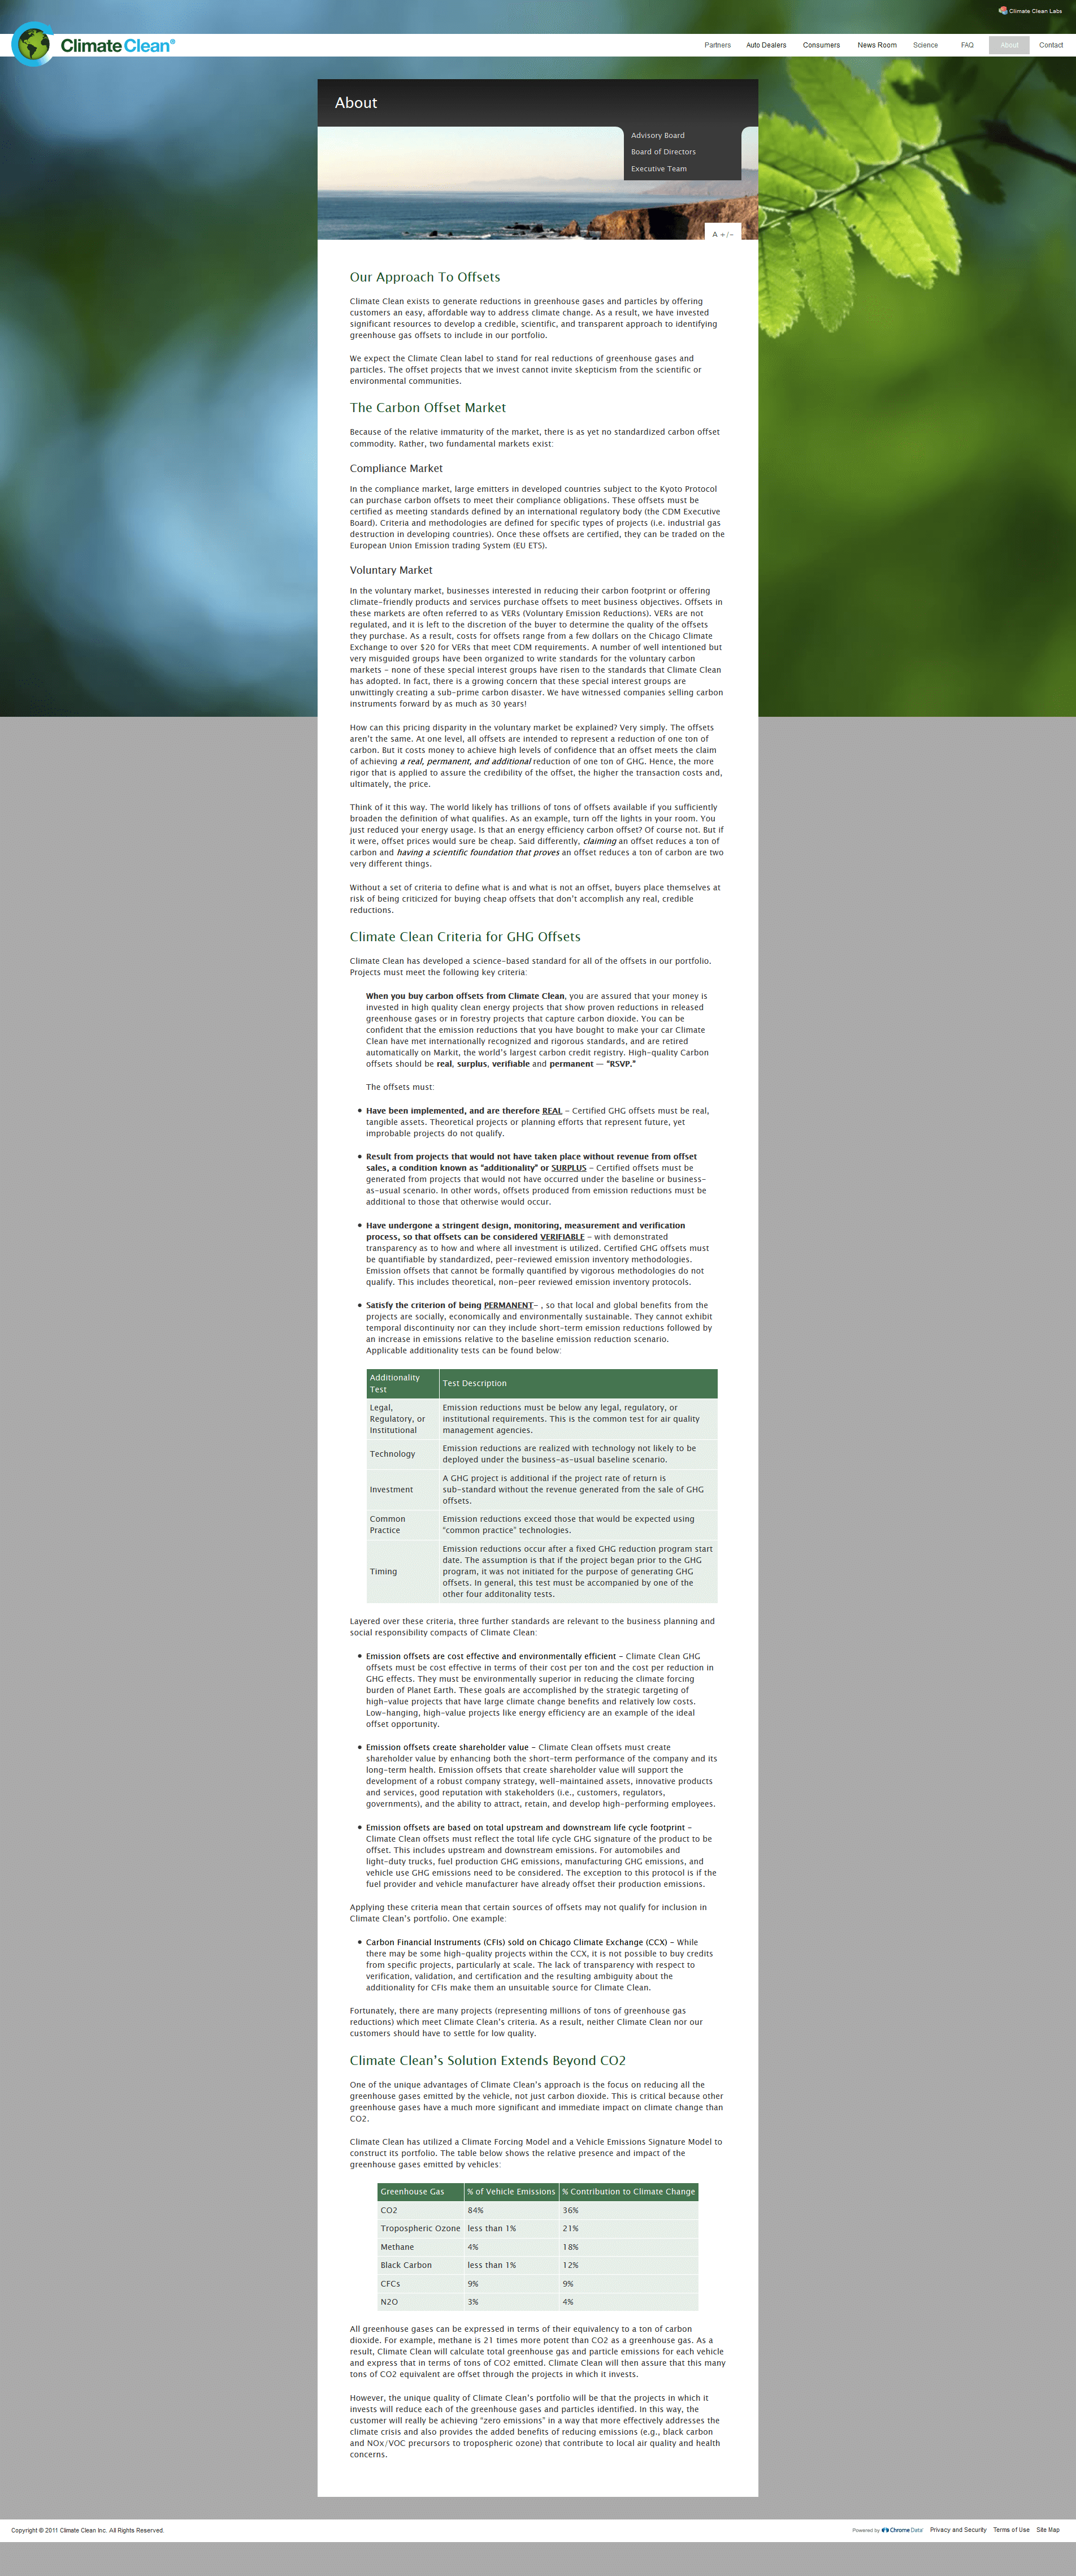 Climate Clean Labs
ClimateClean®
Partners Auto Dealers Consumers News Room Science FAQ About Contact
About
Advisory Board
Board of Directors
Executive Team
A +/-
Our Approach To Offsets
Climate Clean exists to generate reductions in greenhouse gases and particles by offering
customers an easy, affordable way to address climate change. As a result, we have invested
significant resources to develop a credible, scientific, and transparent approach to identifying
greenhouse gas offsets to include in our portfolio.
We expect the Climate Clean label to stand for real reductions of greenhouse gases and
particles. The offset projects that we invest cannot invite skepticism from the scientific or
environmental communities.
The Carbon Offset Market
Because of the relative immaturity of the market, there is as yet no standardized carbon offset
commodity. Rather, two fundamental markets exist:
Compliance Market
In the compliance market, large emitters in developed countries subject to the Kyoto Protocol
can purchase carbon offsets to meet their compliance obligations. These offsets must be
certified as meeting standards defined by an international regulatory body (the CDM Executive
Board). Criteria and methodologies are defined for specific types of projects (i.e. industrial gas
destruction in developing countries). Once these offsets are certified, they can be traded on the
European Union Emission trading System (EU ETS).
Voluntary Market
In the voluntary market, businesses interested in reducing their carbon footprint or offering
climate-friendly products and services purchase offsets to meet business objectives. Offsets in
these markets are often referred to as VERs (Voluntary Emission Reductions). VERs are not
regulated, and it is left to the discretion of the buyer to determine the quality of the offsets
they purchase. As a result, costs for offsets range from a few dollars on the Chicago Climate
Exchange to over $20 for VERs that meet CDM requirements. A number of well intentioned but
very misguided groups have been organized to write standards for the voluntary carbon
markets - none of these special interest groups have risen to the standards that Climate Clean
has adopted. In fact, there is a growing concern that these special interest groups are
unwittingly creating a sub-prime carbon disaster. We have witnessed companies selling carbon
instruments forward by as much as 30 years!
How can this pricing disparity in the voluntary market be explained? Very simply. The offsets
aren't the same. At one level, all offsets are intended to represent a reduction of one ton of
carbon. But it costs money to achieve high levels of confidence that an offset meets the claim
of achieving a real, permanent, and additional reduction of one ton of GHG. Hence, the more
rigor that is applied to assure the credibility of the offset, the higher the transaction costs and,
ultimately, the price.
Think of it this way. The world likely has trillions of tons of offsets available if you sufficiently
broaden the definition of what qualifies. As an example, turn off the lights in your room. You
just reduced your energy usage. Is that an energy efficiency carbon offset? Of course not. But if
it were, offset prices would sure be cheap. Said differently, claiming an offset reduces a ton of
carbon and having a scientific foundation that proves an offset reduces a ton of carbon are two
very different things.
Without a set of criteria to define what is and what is not an offset, buyers place themselves at
risk of being criticized for buying cheap offsets that don't accomplish any real, credible
reductions.
Climate Clean Criteria for GHG Offsets
Climate Clean has developed a science-based standard for all of the offsets in our portfolio.
Projects must meet the following key criteria:
When you buy carbon offsets from Climate Clean, you are assured that your money is
invested in high quality clean energy projects that show proven reductions in released
greenhouse gases or in forestry projects that capture carbon dioxide. You can be
confident that the emission reductions that you have bought to make your car Climate
Clean have met internationally recognized and rigorous standards, and are retired
automatically on Markit, the world's largest carbon credit registry. High-quality Carbon
offsets should be real, surplus, verifiable and permanent — "RSVP."
The offsets must:
• Have been implemented, and are therefore REAL - Certified GHG offsets must be real,
tangible assets. Theoretical projects or planning efforts that represent future, yet
improbable projects do not qualify.
• Result from projects that would not have taken place without revenue from offset
sales, a condition known as "additionality" or SURPLUS - Certified offsets must be
generated from projects that would not have occurred under the baseline or business-
as-usual scenario. In other words, offsets produced from emission reductions must be
additional to those that otherwise would occur.
• Have undergone a stringent design, monitoring, measurement and verification
process, so that offsets can be considered VERIFIABLE - with demonstrated
transparency as to how and where all investment is utilized. Certified GHG offsets must
be quantifiable by standardized, peer-reviewed emission inventory methodologies.
Emission offsets that cannot be formally quantified by vigorous methodologies do not
qualify. This includes theoretical, non-peer reviewed emission inventory protocols.
• Satisfy the criterion of being PERMANENT- , so that local and global benefits from the
projects are socially, economically and environmentally sustainable. They cannot exhibit
temporal discontinuity nor can they include short-term emission reductions followed by
an increase in emissions relative to the baseline emission reduction scenario.
Applicable additionality tests can be found below:
Additionality
Test
Test Description
Legal,
Regulatory, or
Institutional
Emission reductions must be below any legal, regulatory, or
institutional requirements. This is the common test for air quality
management agencies.
Technology
Emission reductions are realized with technology not likely to be
deployed under the business-as-usual baseline scenario.
Investment
A GHG project is additional if the project rate of return is
sub-standard without the revenue generated from the sale of GHG
offsets.
Common
Practice
Emission reductions exceed those that would be expected using
"common practice" technologies.
Timing
Emission reductions occur after a fixed GHG reduction program start
date. The assumption is that if the project began prior to the GHG
program, it was not initiated for the purpose of generating GHG
offsets. In general, this test must be accompanied by one of the
other four additonality tests.
Layered over these criteria, three further standards are relevant to the business planning and
social responsibility compacts of Climate Clean:
• Emission offsets are cost effective and environmentally efficient - Climate Clean GHG
offsets must be cost effective in terms of their cost per ton and the cost per reduction in
GHG effects. They must be environmentally superior in reducing the climate forcing
burden of Planet Earth. These goals are accomplished by the strategic targeting of
high-value projects that have large climate change benefits and relatively low costs.
Low-hanging, high-value projects like energy efficiency are an example of the ideal
offset opportunity.
• Emission offsets create shareholder value - Climate Clean offsets must create
shareholder value by enhancing both the short-term performance of the company and its
long-term health. Emission offsets that create shareholder value will support the
development of a robust company strategy, well-maintained assets, innovative products
and services, good reputation with stakeholders (i.e., customers, regulators,
governments), and the ability to attract, retain, and develop high-performing employees.
• Emission offsets are based on total upstream and downstream life cycle footprint -
Climate Clean offsets must reflect the total life cycle GHG signature of the product to be
offset. This includes upstream and downstream emissions. For automobiles and
light-duty trucks, fuel production GHG emissions, manufacturing GHG emissions, and
vehicle use GHG emissions need to be considered. The exception to this protocol is if the
fuel provider and vehicle manufacturer have already offset their production emissions.
Applying these criteria mean that certain sources of offsets may not qualify for inclusion in
Climate Clean's portfolio. One example:
• Carbon Financial Instruments (CFIs) sold on Chicago Climate Exchange (CCX) - While
there may be some high-quality projects within the CCX, it is not possible to buy credits
from specific projects, particularly at scale. The lack of transparency with respect to
verification, validation, and certification and the resulting ambiguity about the
additionality for CFIs make them an unsuitable source for Climate Clean.
Fortunately, there are many projects (representing millions of tons of greenhouse gas
reductions) which meet Climate Clean's criteria. As a result, neither Climate Clean nor our
customers should have to settle for low quality.
Climate Clean's Solution Extends Beyond CO2
One of the unique advantages of Climate Clean's approach is the focus on reducing all the
greenhouse gases emitted by the vehicle, not just carbon dioxide. This is critical because other
greenhouse gases have a much more significant and immediate impact on climate change than
CO2.
Climate Clean has utilized a Climate Forcing Model and a Vehicle Emissions Signature Model to
construct its portfolio. The table below shows the relative presence and impact of the
greenhouse gases emitted by vehicles:
Greenhouse Gas % of Vehicle Emissions % Contribution to Climate Change
CO2 84% 36%
Tropospheric Ozone less than 1% 21%
Methane 4% 18%
Black Carbon less than 1% 12%
CFCs 9% 9%
N2O 3% 4%
All greenhouse gases can be expressed in terms of their equivalency to a ton of carbon
dioxide. For example, methane is 21 times more potent than CO2 as a greenhouse gas. As a
result, Climate Clean will calculate total greenhouse gas and particle emissions for each vehicle
and express that in terms of tons of CO2 emitted. Climate Clean will then assure that this many
tons of CO2 equivalent are offset through the projects in which it invests.
However, the unique quality of Climate Clean's portfolio will be that the projects in which it
invests will reduce each of the greenhouse gases and particles identified. In this way, the
customer will really be achieving "zero emissions" in a way that more effectively addresses the
climate crisis and also provides the added benefits of reducing emissions (e.g., black carbon
and NOx/VOC precursors to tropospheric ozone) that contribute to local air quality and health
concerns.
Copyright © 2011 Climate Clean Inc. All Rights Reserved.
Powered by Chrome Data Privacy and Security Terms of Use Site Map